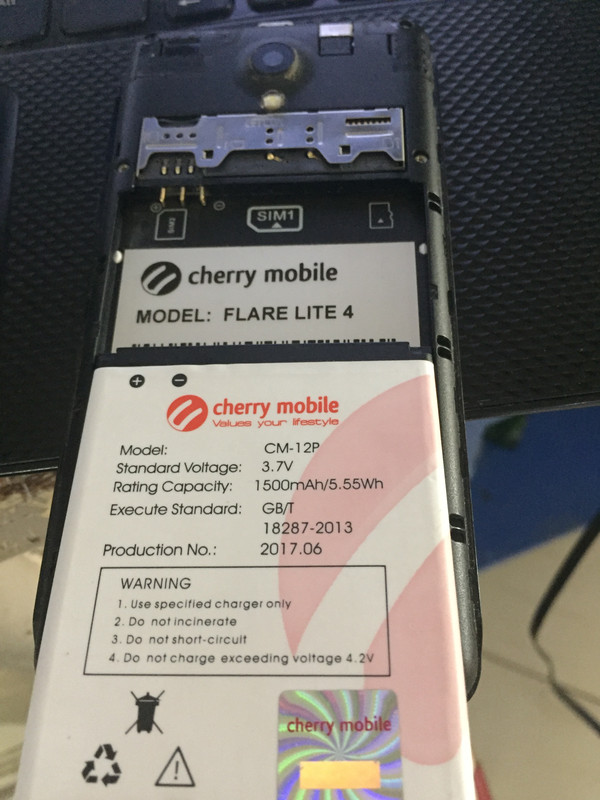 SIM1
cherry mobile
MODEL: FLARE LITE 4
cherry mobile
Values your lifestyle
Model: CM-12P
Standard Voltage: 3.7V
Rating Capacity: 1500mAh/5.55Wh
Execute Standard: GB/T
18287-2013
Production No.: 2017.06
WARNING
1. Use specified charger only
2. Do not incinerate
3. Do not short-circuit
4. Do not charge exceeding voltage 4.2V
cherry mobile